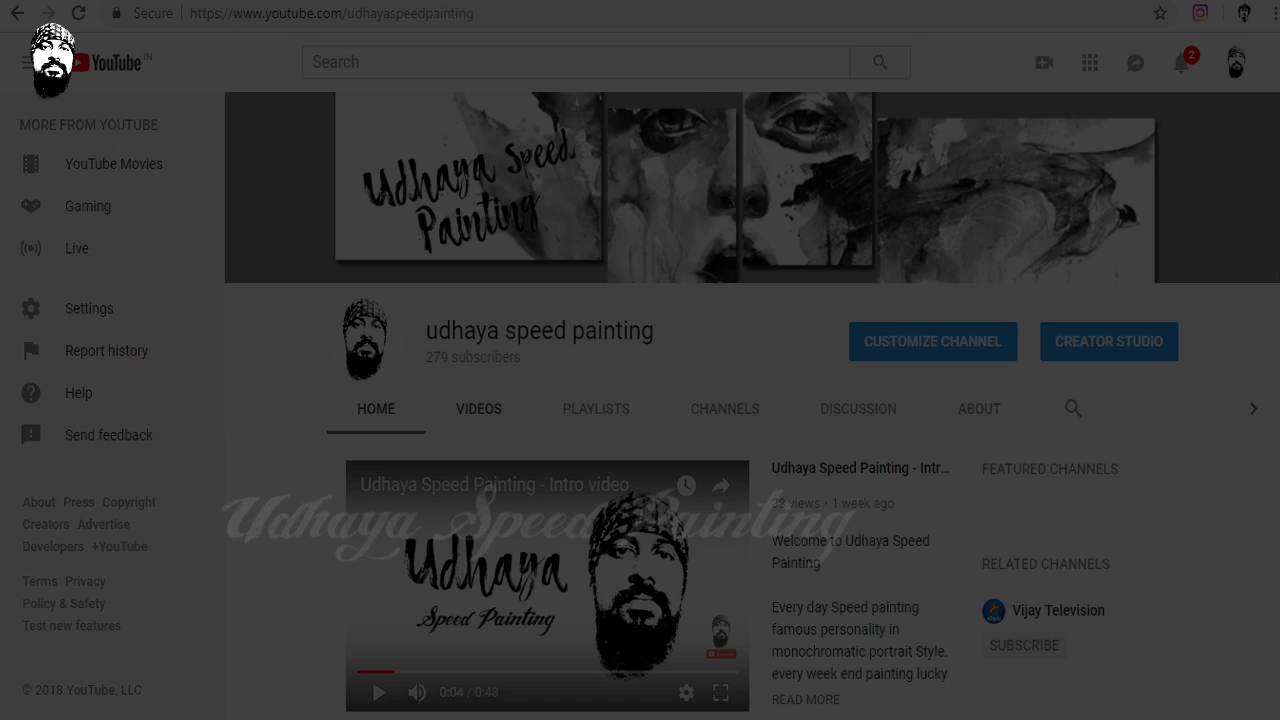 Secure https://www.youtube.com/udhayaspeedpainting
YouTube IN
Search
2
MORE FROM YOUTUBE
YouTube Movies
Gaming
Live
Settings
Report history
Help
Send feedback
About Press Copyright
Creators Advertise
Developers +YouTube
Terms Privacy
Policy & Safety
Test new features
© 2018 YouTube, LLC
Udhaya Speed
Painting
udhaya speed painting
279 subscribers
CUSTOMIZE CHANNEL
CREATOR STUDIO
HOME VIDEOS PLAYLISTS CHANNELS DISCUSSION ABOUT
Udhaya Speed Painting - Intro video
Udhaya Speed Painting
Udhaya
Speed Painting
0:04 / 0:48
Udhaya Speed Painting - Intr...
views • 1 week ago
Welcome to Udhaya Speed
Painting
Every day Speed painting
famous personality in
monochromatic portrait Style.
every week end painting lucky
READ MORE
FEATURED CHANNELS
RELATED CHANNELS
Vijay Television
SUBSCRIBE